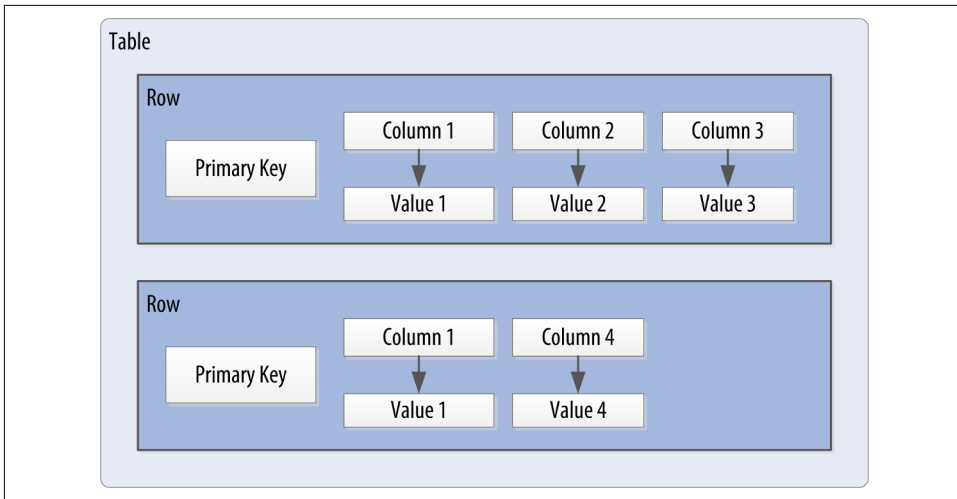 Table
Row
Primary Key
Column 1
Column 2
Column 3
Value 1
Value 2
Value 3
Row
Primary Key
Column 1
Column 4
Value 1
Value 4